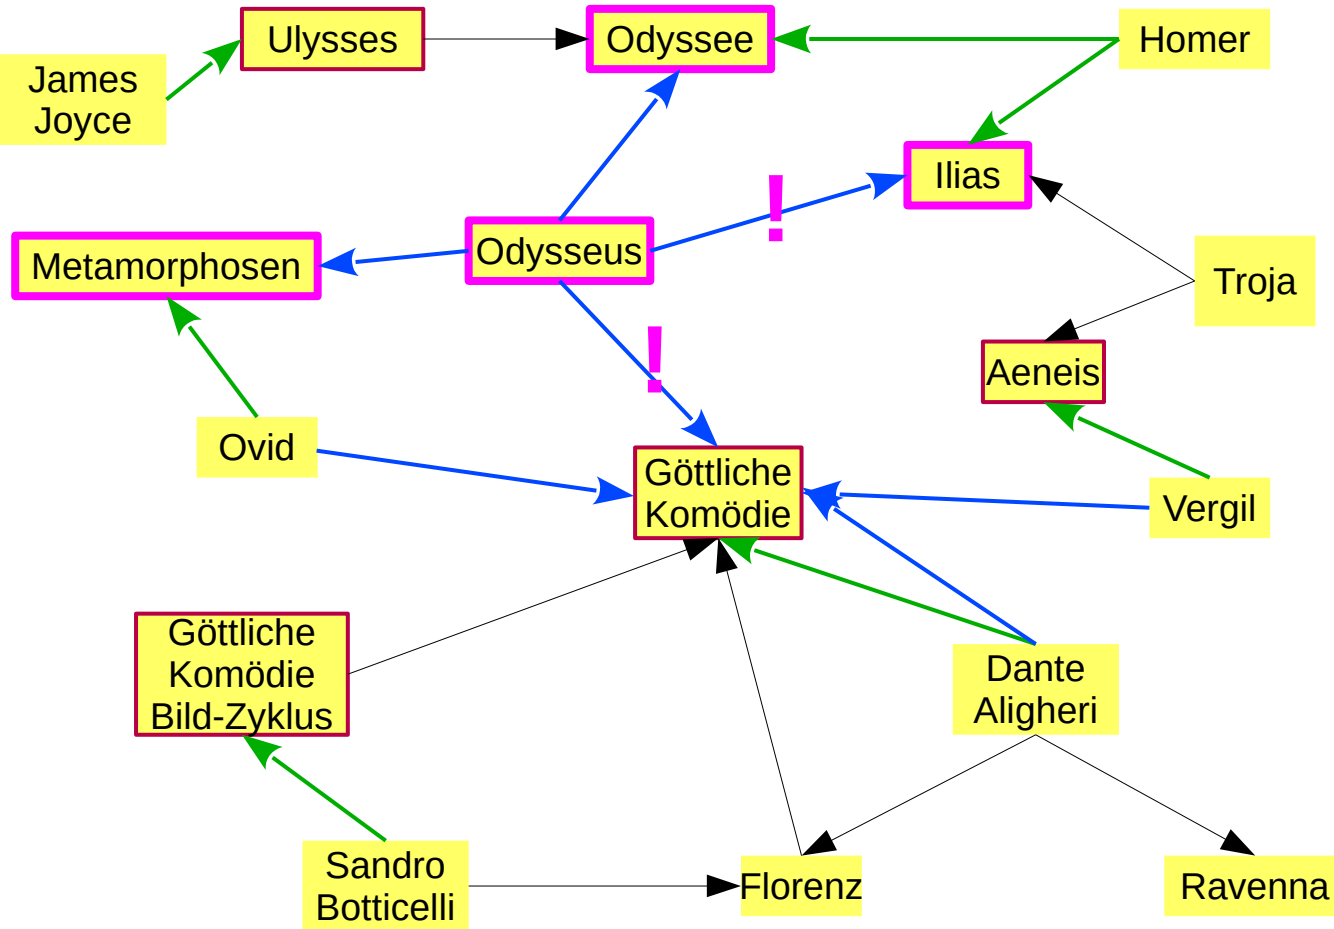 Ulysses
Odyssee
Homer
James
Joyce
Ilias
!
Odysseus
Metamorphosen
Troja
!
Aeneis
Ovid
Göttliche
Komödie
Vergil
Göttliche
Komödie
Bild-Zyklus
Dante
Aligheri
Sandro
Botticelli
Florenz
Ravenna